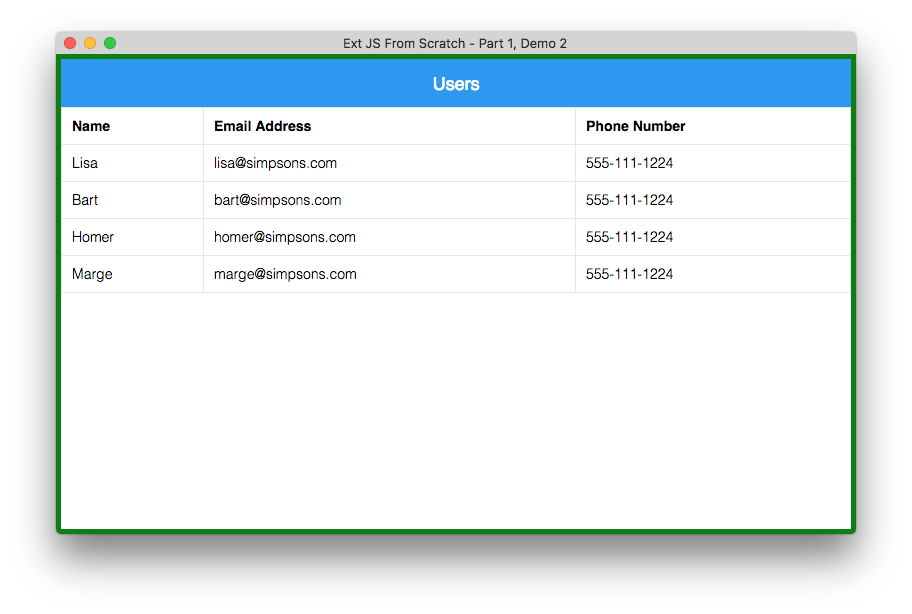 Ext JS From Scratch - Part 1, Demo 2
Users
Name Email Address Phone Number
Lisa lisa@simpsons.com 555-111-1224
Bart bart@simpsons.com 555-111-1224
Homer homer@simpsons.com 555-111-1224
Marge marge@simpsons.com 555-111-1224